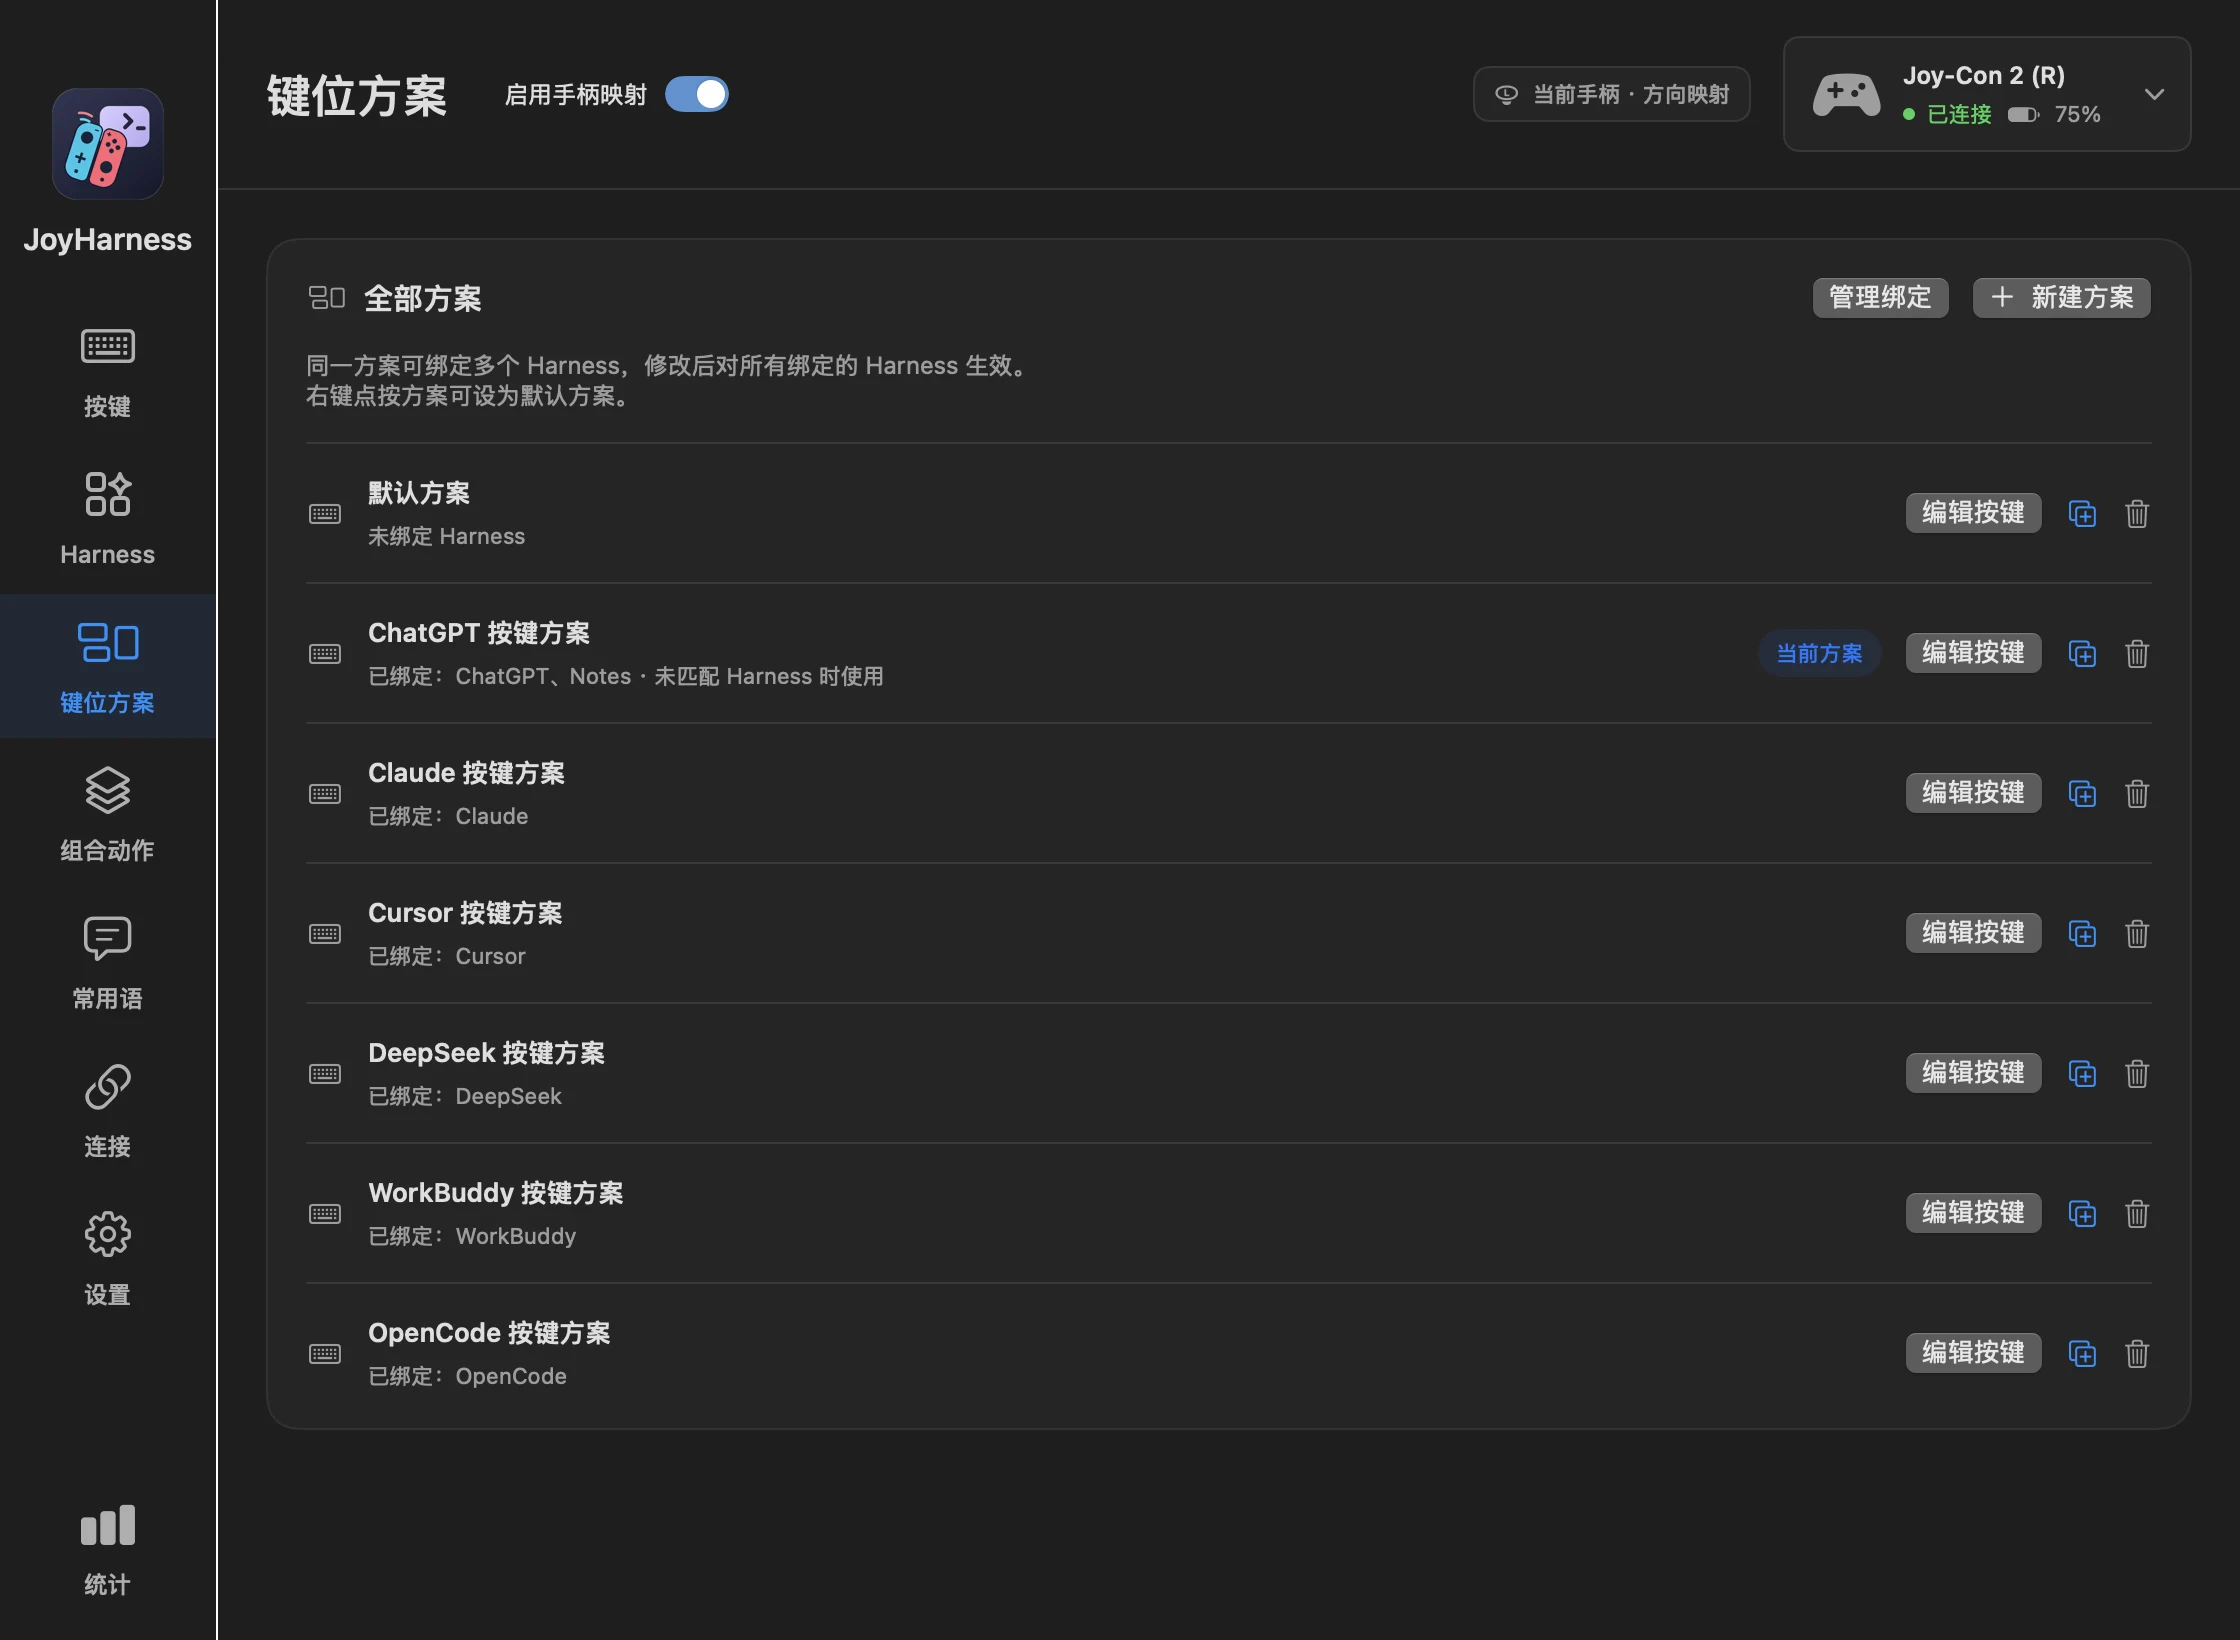 JoyHarness
按键
Harness
键位方案
组合动作
常用语
连接
设置
统计
键位方案
启用手柄映射
当前手柄 · 方向映射
Joy-Con 2 (R)
已连接 75%
全部方案
管理绑定
新建方案
同一方案可绑定多个 Harness，修改后对所有绑定的 Harness 生效。
右键点按方案可设为默认方案。
默认方案
未绑定 Harness
编辑按键
ChatGPT 按键方案
已绑定：ChatGPT、Notes · 未匹配 Harness 时使用
当前方案
编辑按键
Claude 按键方案
已绑定：Claude
编辑按键
Cursor 按键方案
已绑定：Cursor
编辑按键
DeepSeek 按键方案
已绑定：DeepSeek
编辑按键
WorkBuddy 按键方案
已绑定：WorkBuddy
编辑按键
OpenCode 按键方案
已绑定：OpenCode
编辑按键